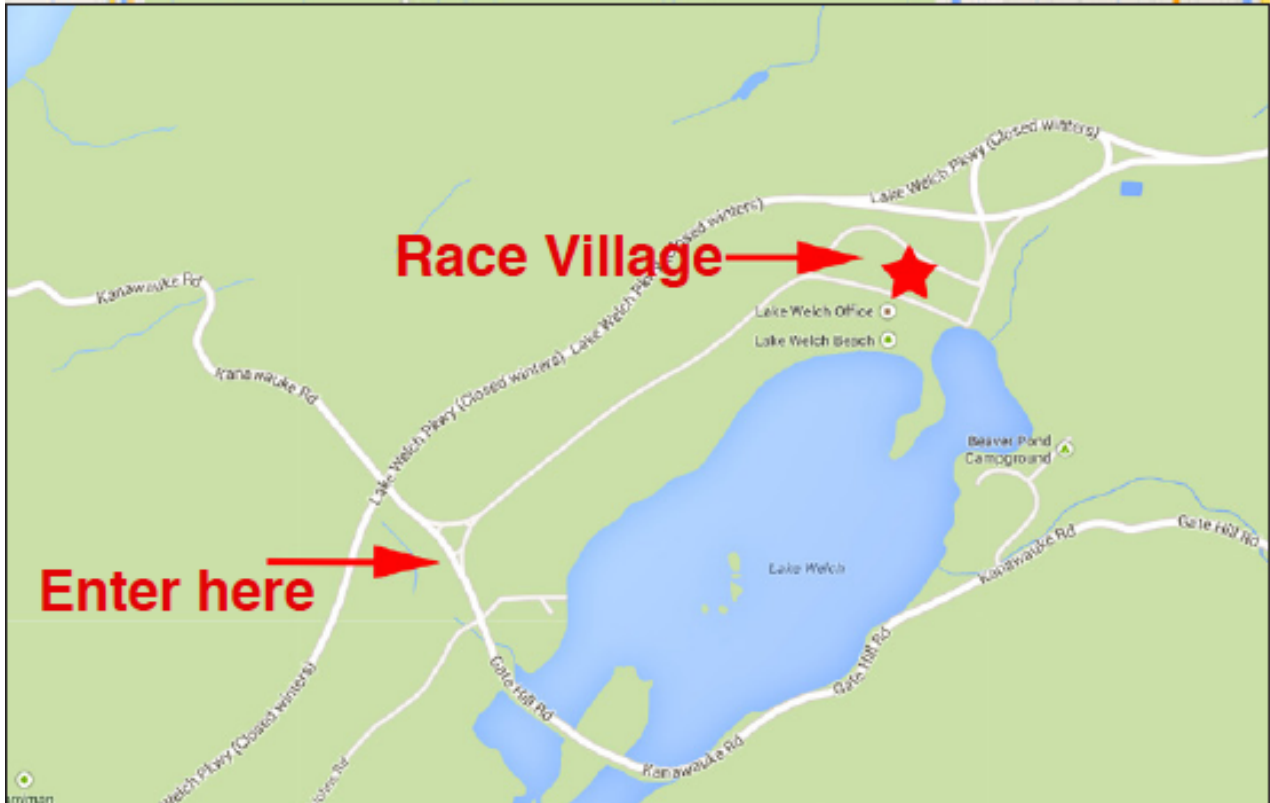 Lake Welch Pkwy (Closed winters)
Lake Welch Pkwy (Closed winters)
Race Village
Kanawauke Rd
Lake Welch Office
Lake Welch Beach
Kanawauke Rd
Lake Welch Pkwy (Closed winters)
Beaver Pond
Campground
Gate Hill Rd
Kanawauke Rd
Lake Welch
Enter here
Gate Hill Rd
Gate Hill Rd
Kanawauke Rd
Welch Pkwy (Closed winters)
Rd